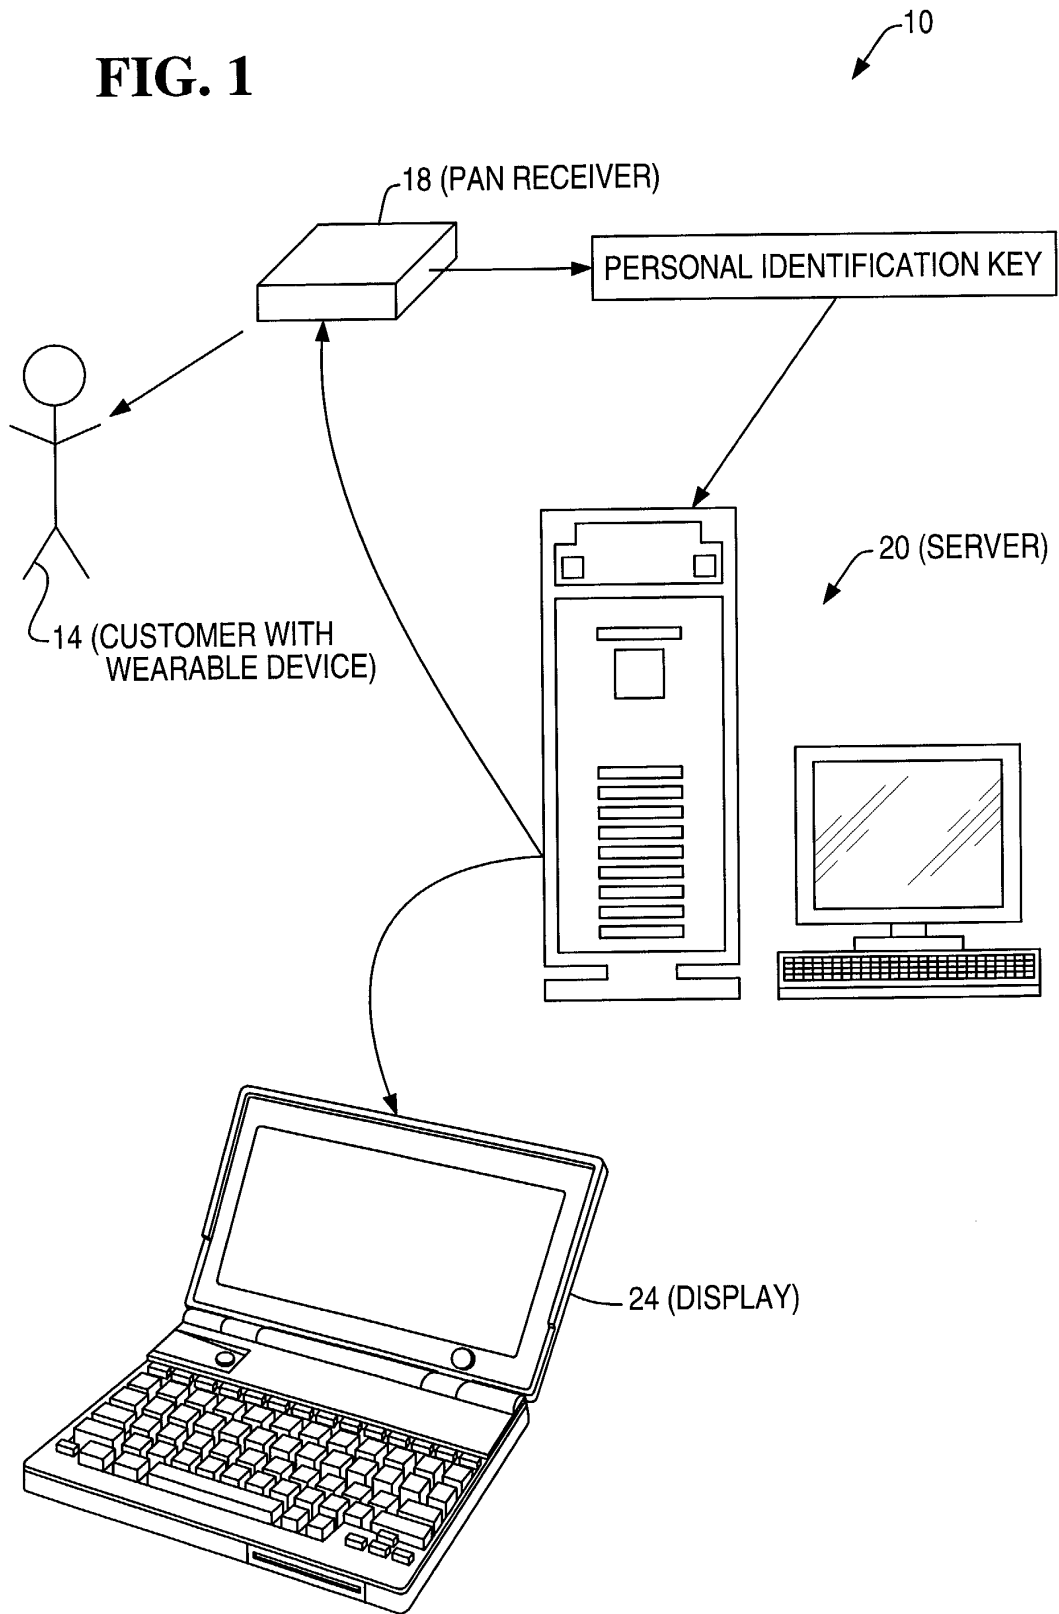 FIG. 1
10
18 (PAN RECEIVER)
PERSONAL IDENTIFICATION KEY
20 (SERVER)
14 (CUSTOMER WITH
WEARABLE DEVICE)
24 (DISPLAY)